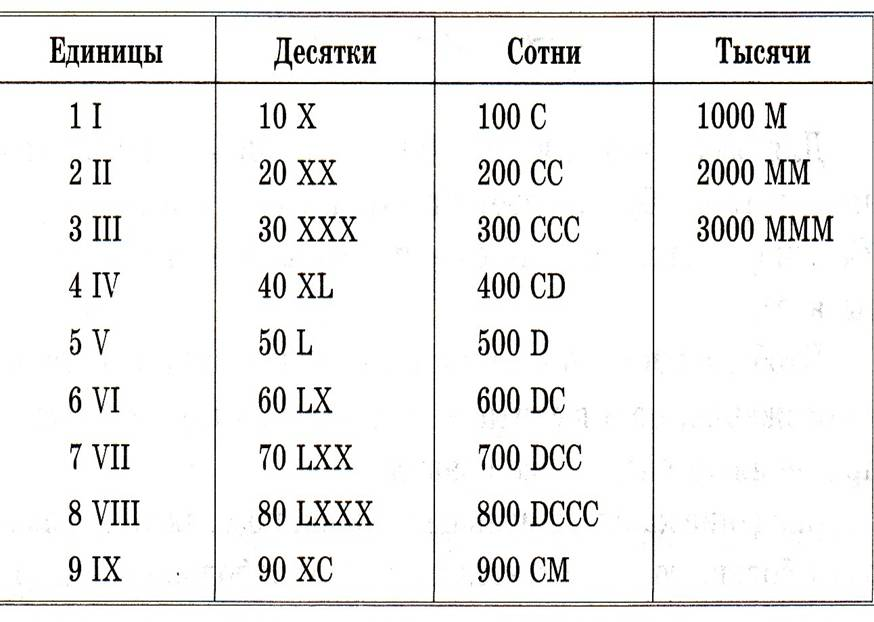 Единицы Десятки Сотни Тысячи
1 I 10 X 100 C 1000 M
2 II 20 XX 200 CC 2000 MM
3 III 30 XXX 300 CCC 3000 MMM
4 IV 40 XL 400 CD
5 V 50 L 500 D
6 VI 60 LX 600 DC
7 VII 70 LXX 700 DCC
8 VIII 80 LXXX 800 DCCC
9 IX 90 XC 900 CM